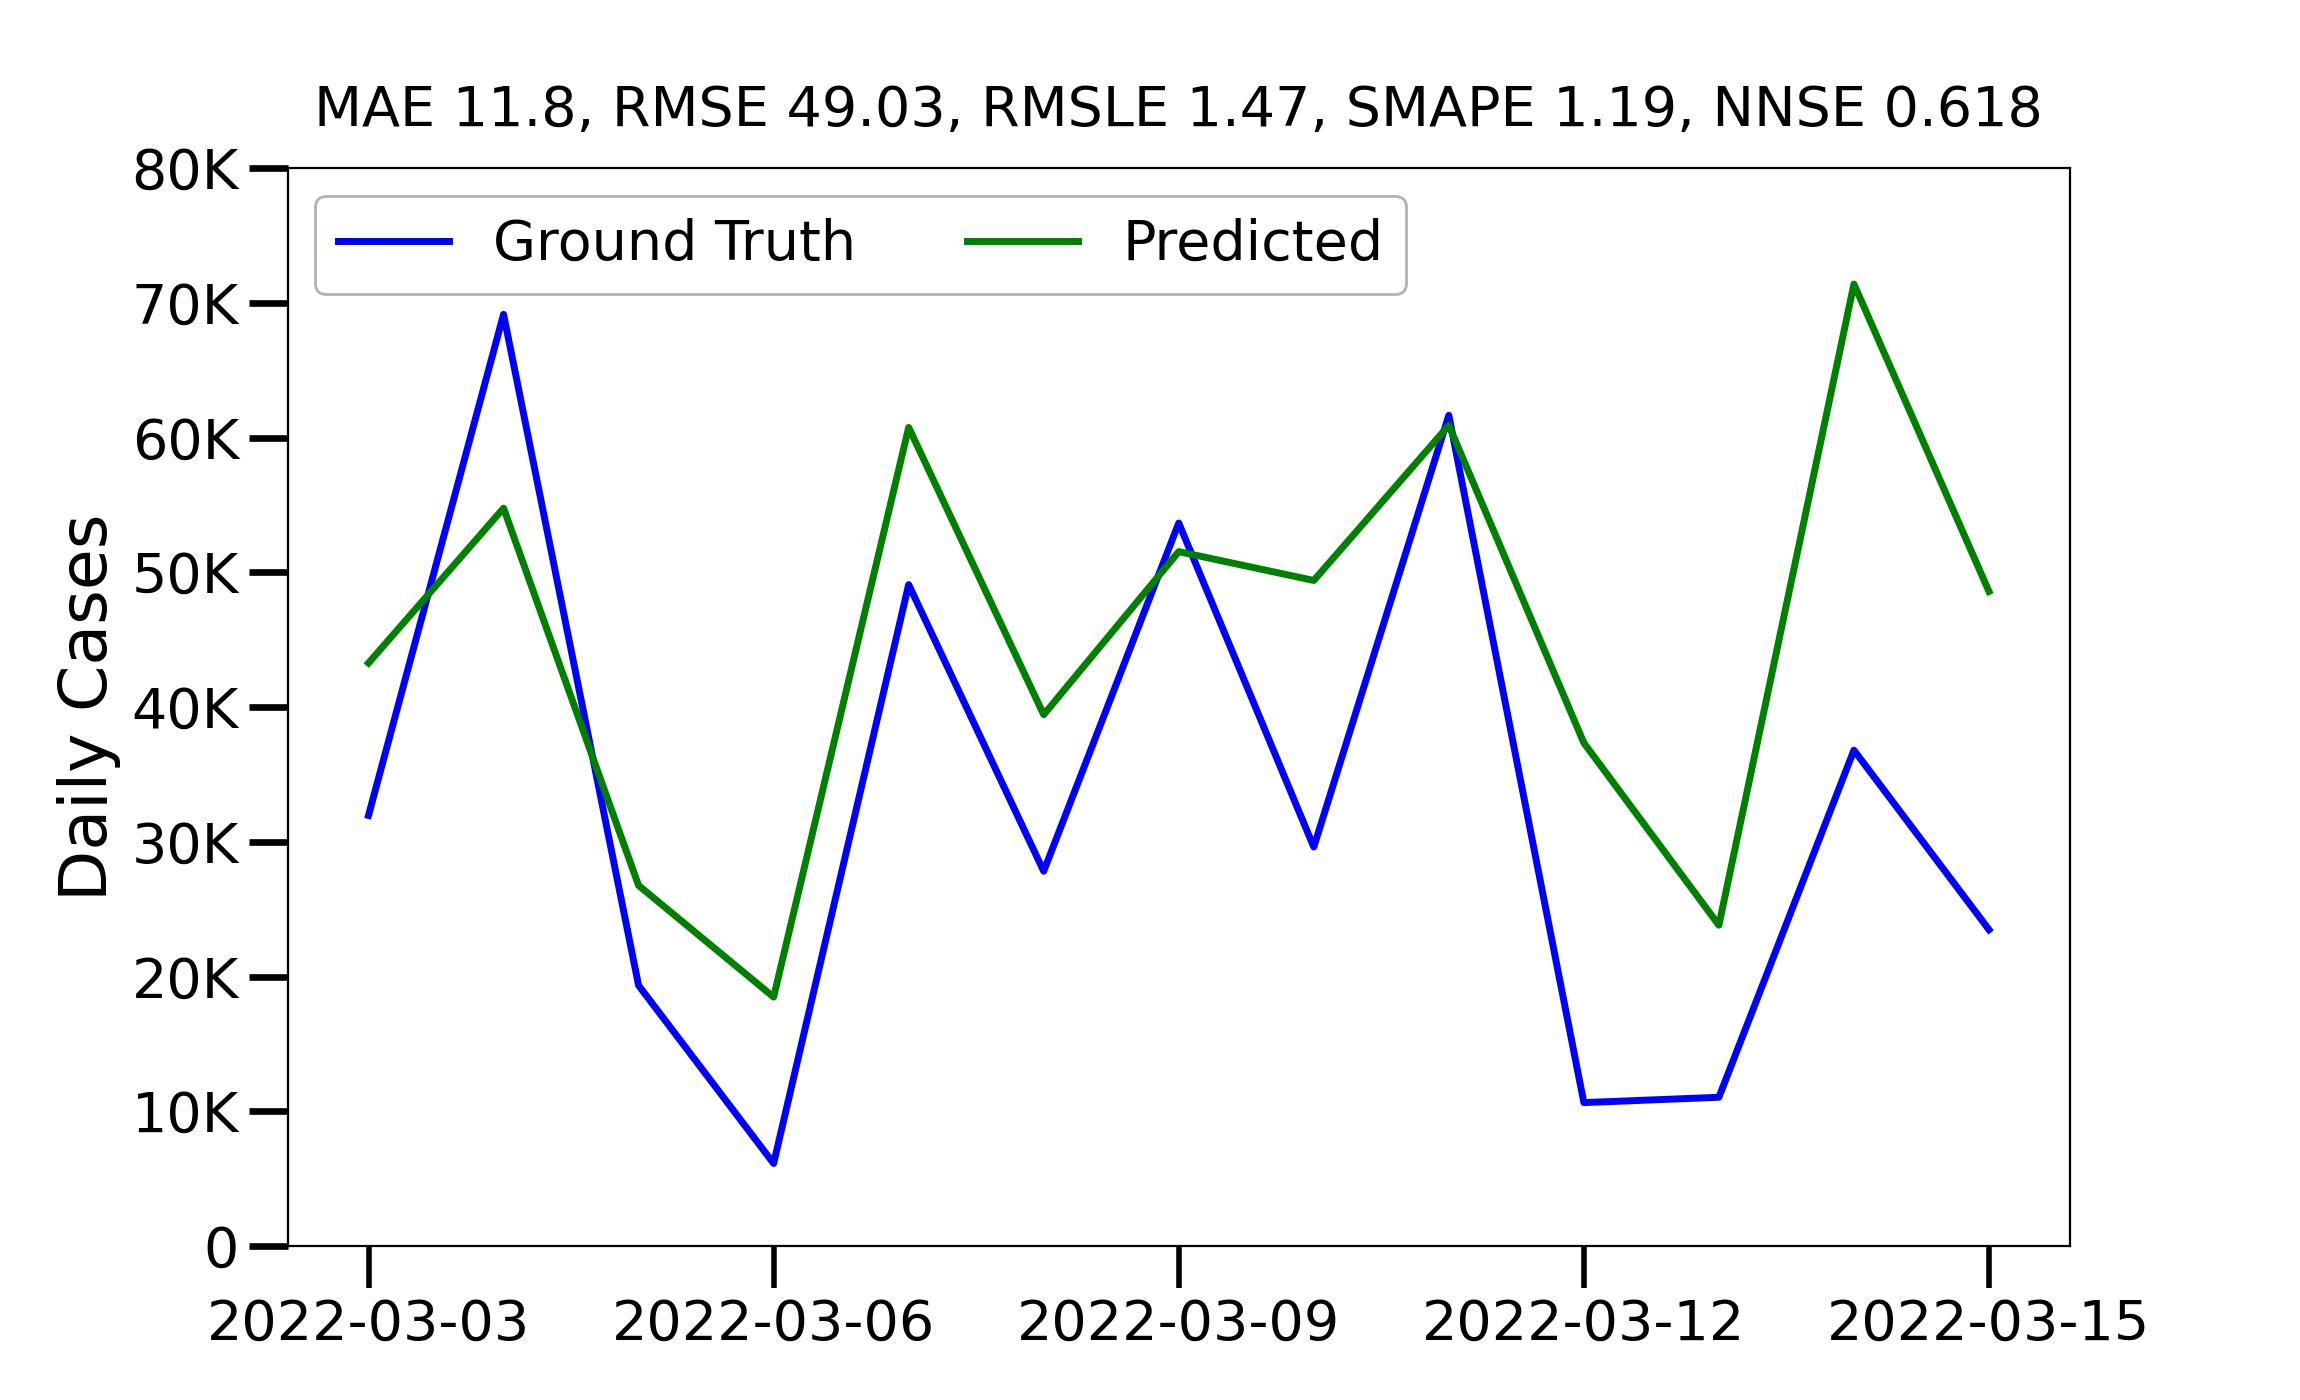 MAE 11.8, RMSE 49.03, RMSLE 1.47, SMAPE 1.19, NNSE 0.618
80K
Ground Truth Predicted
70K
60K
50K
40K
30K
20K
10K
0
Daily Cases
2022-03-03 2022-03-06 2022-03-09 2022-03-12 2022-03-15